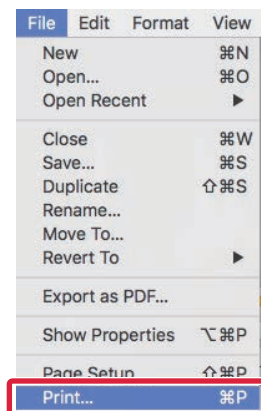 File Edit Format View
New ⌘N
Open... ⌘O
Open Recent ▶
Close ⌘W
Save... ⌘S
Duplicate ⇧⌘S
Rename...
Move To...
Revert To ▶
Export as PDF...
Show Properties ⌥⌘P
Page Setup ⇧⌘P
Print... ⌘P